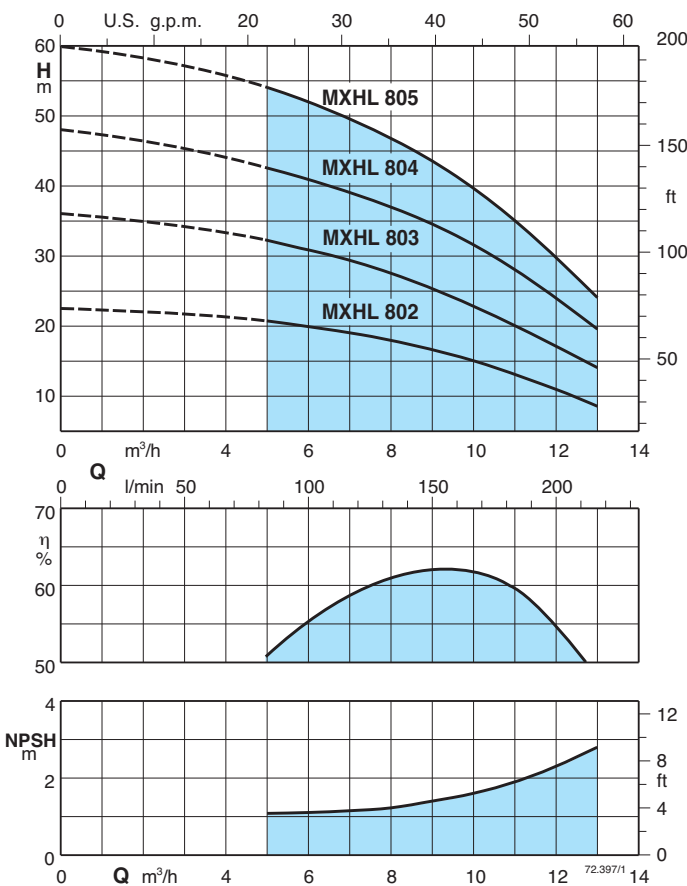 0 U.S. g.p.m. 20 30 40 50 60
60 200
H
m
MXHL 805
50
150
MXHL 804
40
ft
MXHL 803
30 100
MXHL 802
20
50
10
0 m³/h 4 6 8 10 12 14
Q
0 l/min 50 100 150 200
70
η
%
60
50
4
12
NPSH
m
8
ft
2
4
0 0
72.397/1
0 Q m³/h 4 6 8 10 12 14